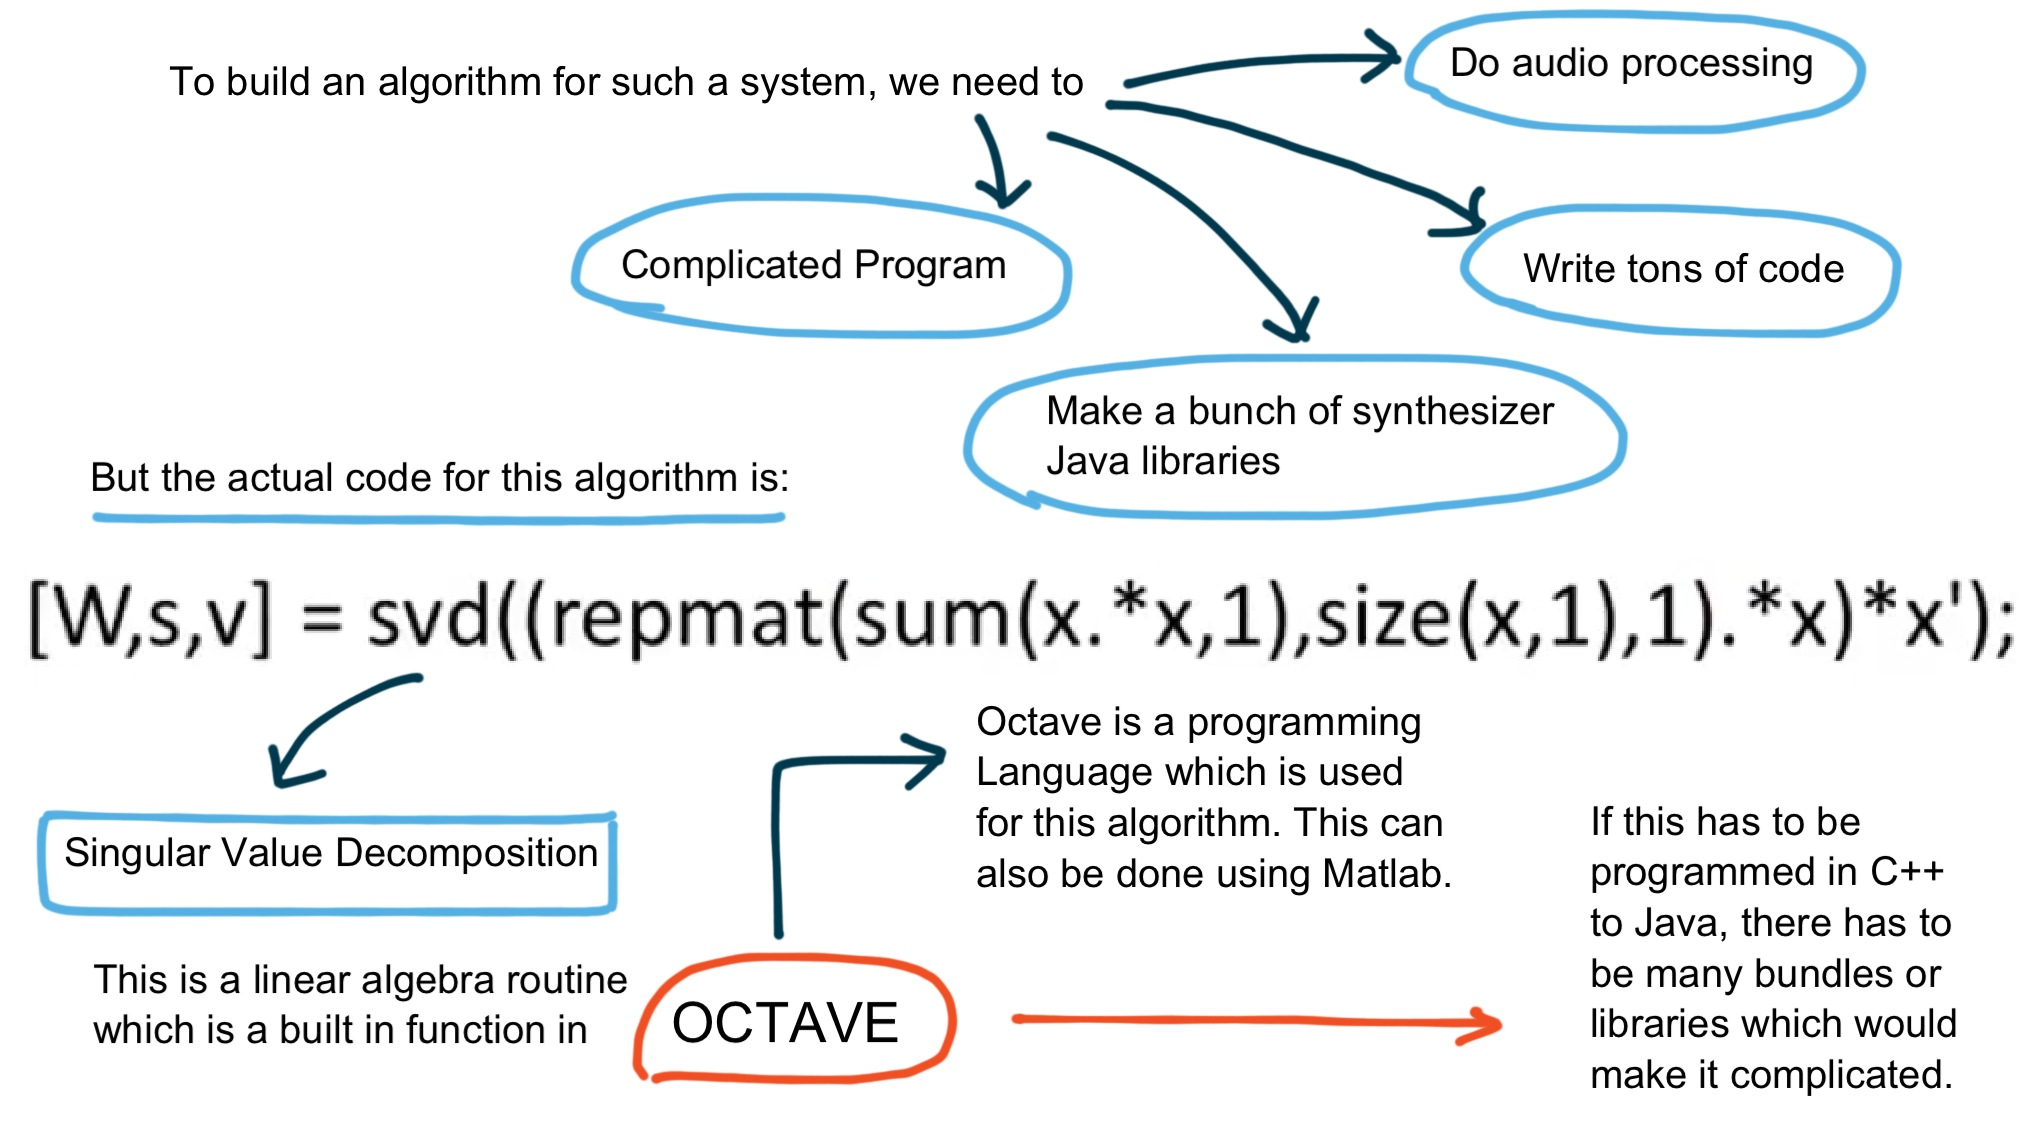 To build an algorithm for such a system, we need to
Do audio processing
Complicated Program
Write tons of code
Make a bunch of synthesizer
Java libraries
But the actual code for this algorithm is:
[W,s,v] = svd((repmat(sum(x.*x,1),size(x,1),1).*x)*x');
Singular Value Decomposition
This is a linear algebra routine
which is a built in function in
OCTAVE
Octave is a programming
Language which is used
for this algorithm. This can
also be done using Matlab.
If this has to be
programmed in C++
to Java, there has to
be many bundles or
libraries which would
make it complicated.